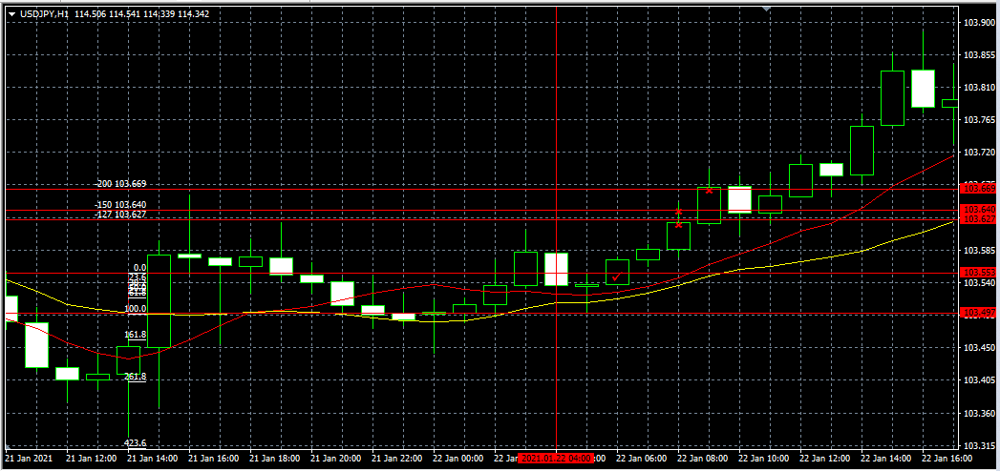 USDJPY,H1 114.506 114.541 114.339 114.342
103.900
103.855
103.810
103.765
103.720
-200 103.669
103.669
-150 103.640
103.640
-127 103.627
103.627
103.585
0.0
23.6
103.553
103.540
100.0
103.497
161.8
103.450
261.8
103.405
103.360
423.6
103.315
21 Jan 2021
21 Jan 12:00
21 Jan 14:00
21 Jan 16:00
21 Jan 18:00
21 Jan 20:00
21 Jan 22:00
22 Jan 00:00
22 Jan
2021.01.22 04:00
22 Jan 06:00
22 Jan 08:00
22 Jan 10:00
22 Jan 12:00
22 Jan 14:00
22 Jan 16:00